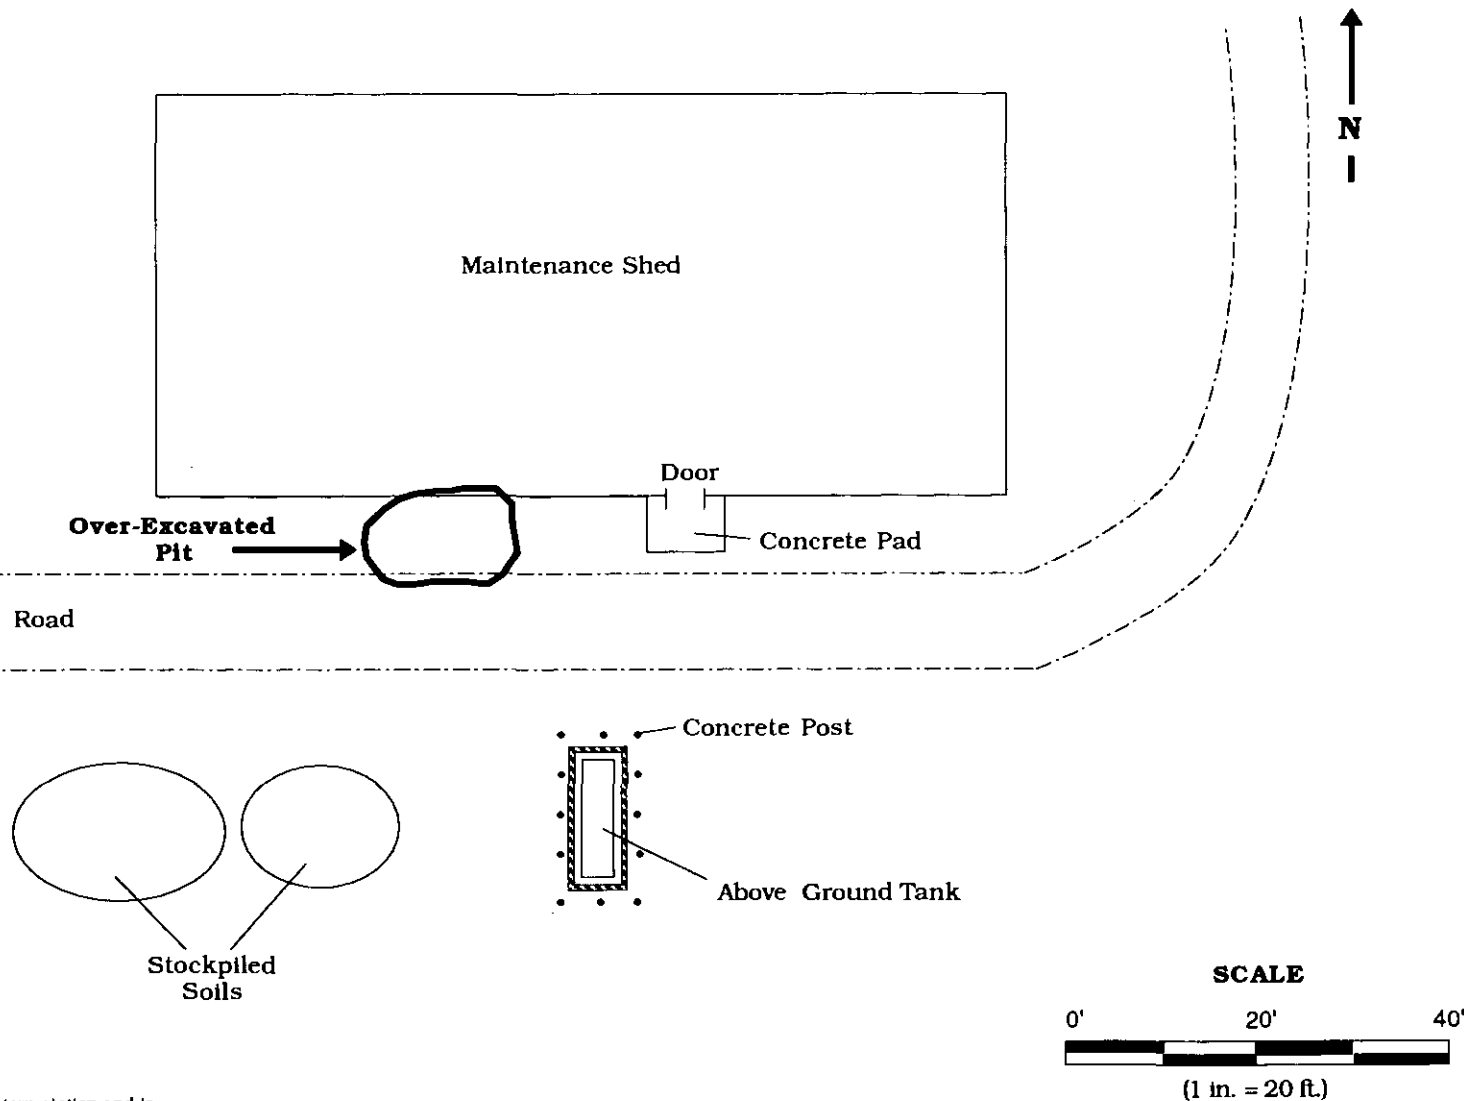 N
Maintenance Shed
Door
Over-Excavated
Pit
Concrete Pad
Road
Concrete Post
Above Ground Tank
Stockpiled
Soils
SCALE
0' 20' 40'
(1 in. = 20 ft.)